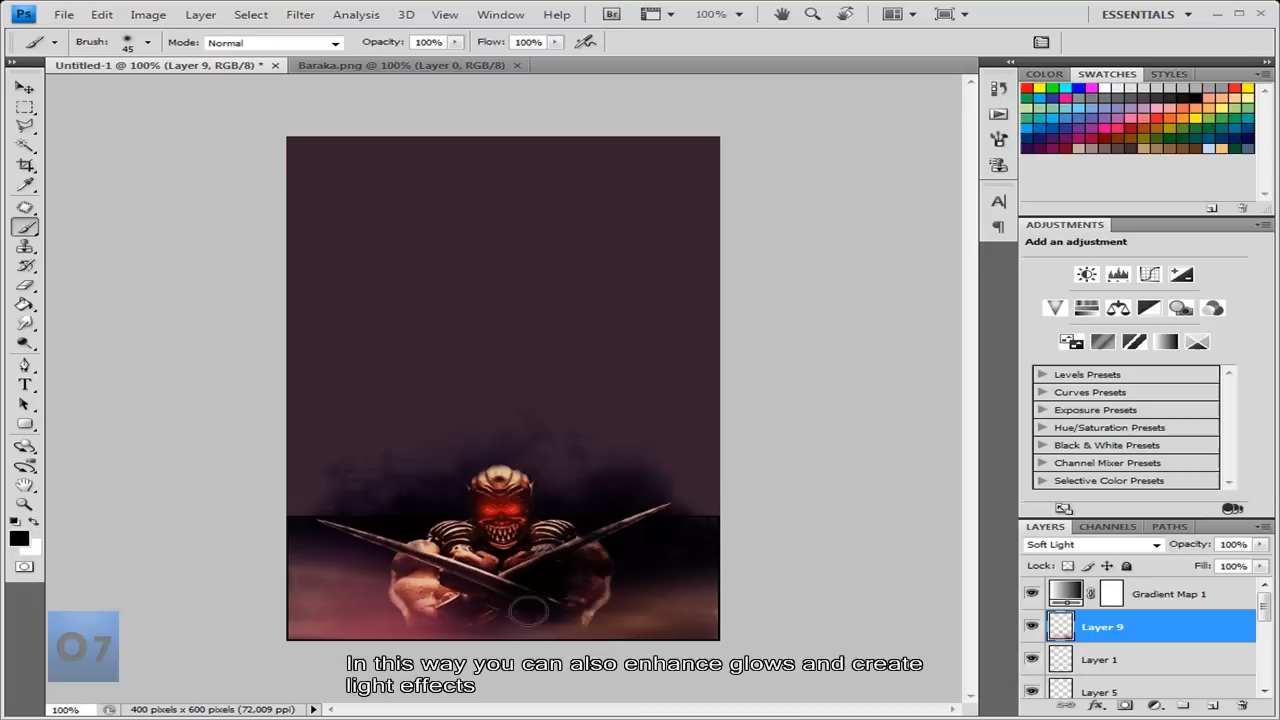 Ps File Edit Image Layer Select Filter Analysis 3D View Window Help Br 100% ESSENTIALS
Brush: 45 Mode: Normal Opacity: 100% Flow: 100%
Untitled-1 @ 100% (Layer 9, RGB/8) * × Baraka.png @ 100% (Layer 0, RGB/8) ×
COLOR SWATCHES STYLES
ADJUSTMENTS
Add an adjustment
Levels Presets
Curves Presets
Exposure Presets
Hue/Saturation Presets
Black & White Presets
Channel Mixer Presets
Selective Color Presets
LAYERS CHANNELS PATHS
Soft Light Opacity: 100%
Lock: Fill: 100%
Gradient Map 1
Layer 9
Layer 1
Layer 5
07
In this way you can also enhance glows and create
light effects
100% 400 pixels x 600 pixels (72,009 ppi)